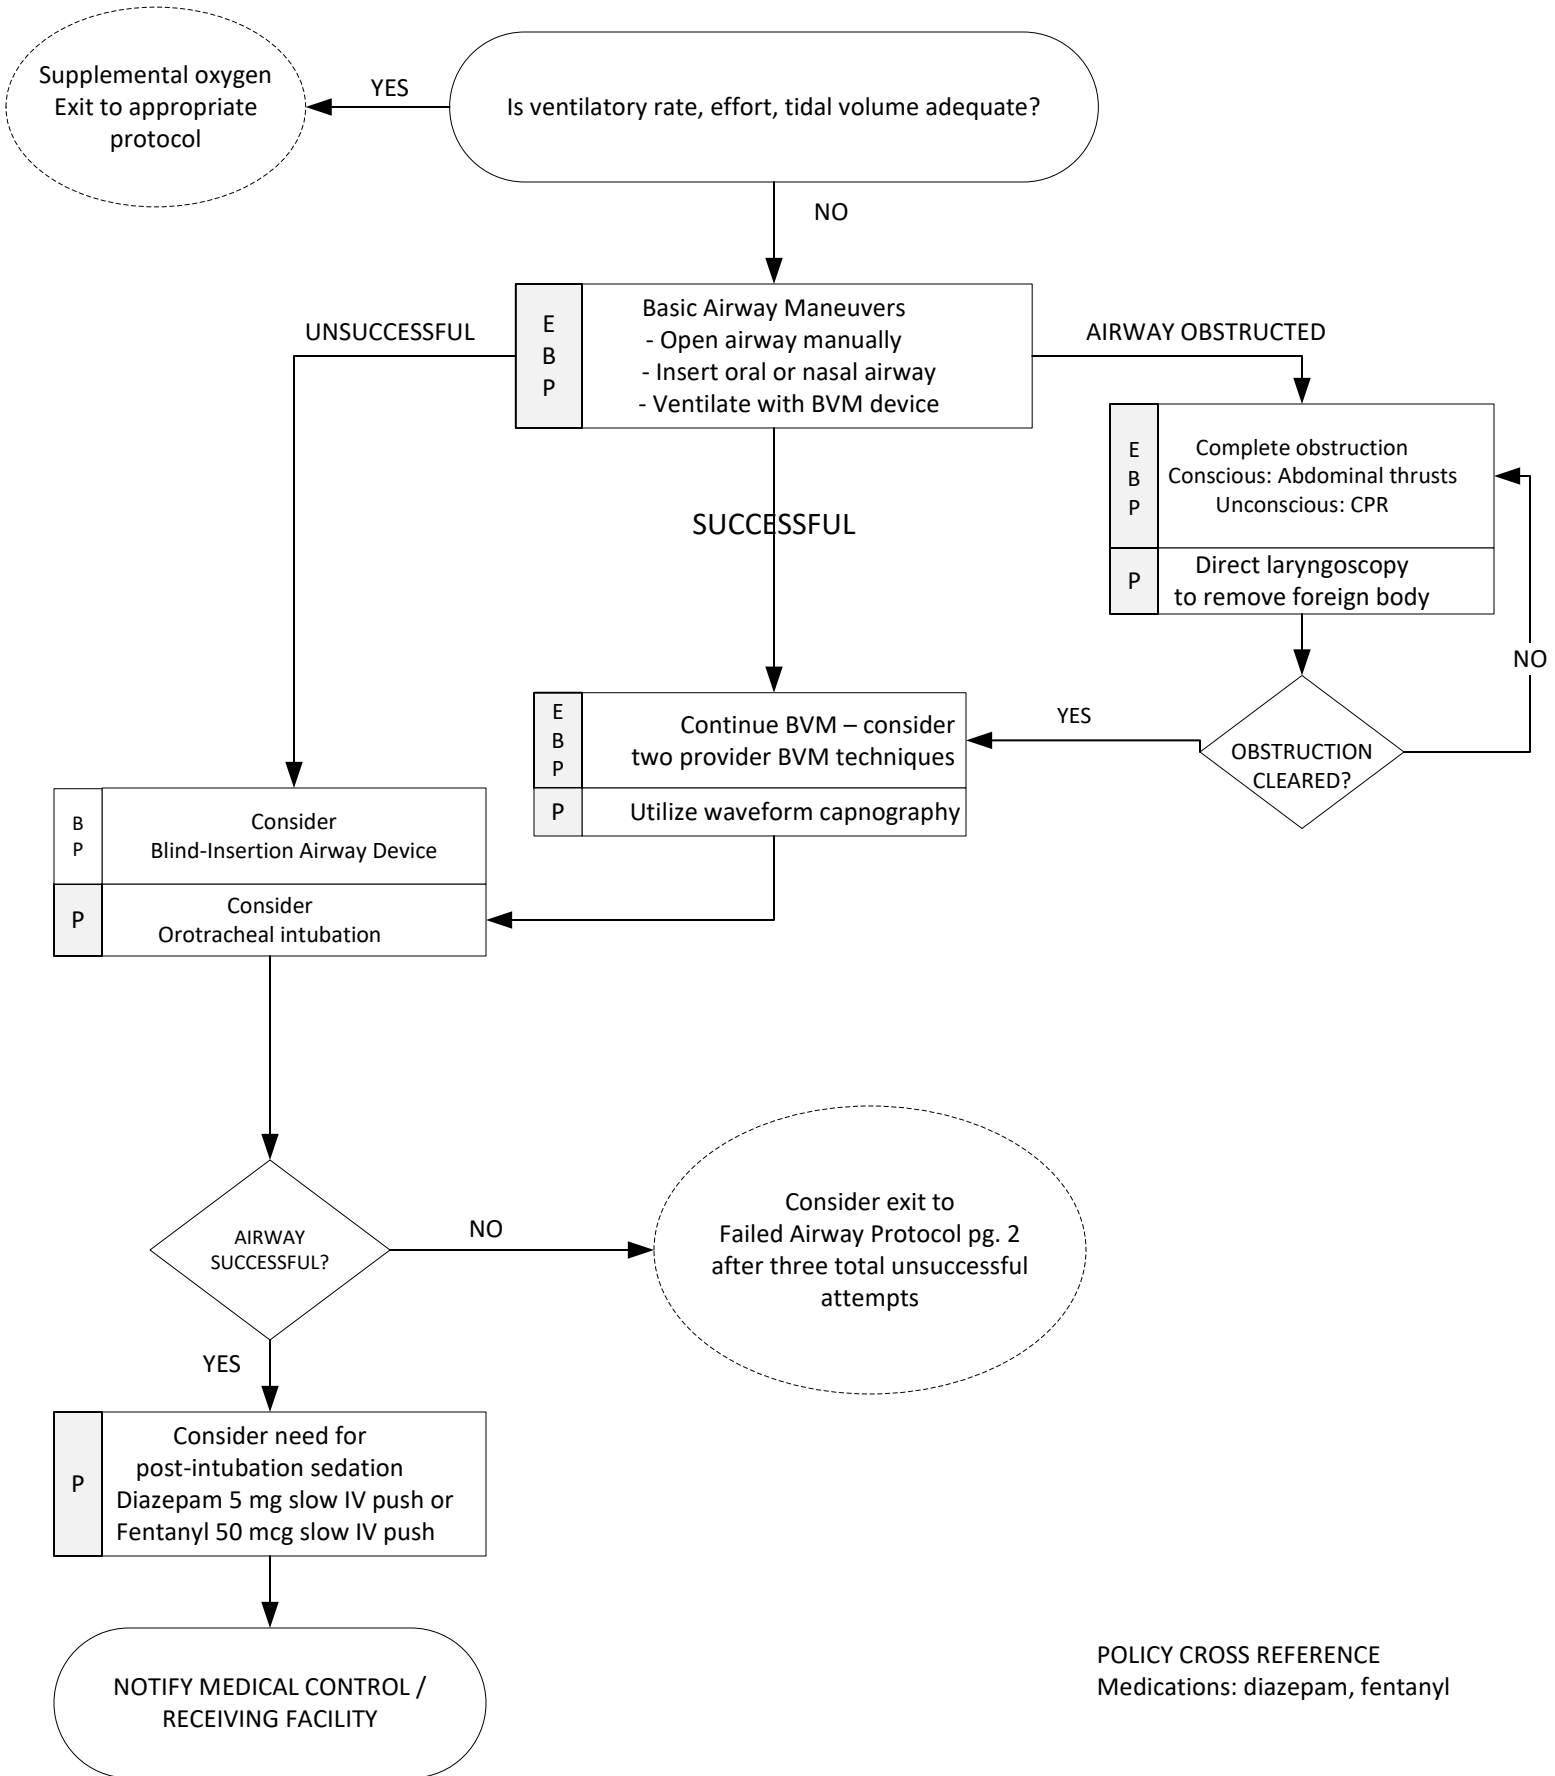 Supplemental oxygen
Exit to appropriate
protocol
YES
Is ventilatory rate, effort, tidal volume adequate?
NO
UNSUCCESSFUL
E
B
P
Basic Airway Maneuvers
- Open airway manually
- Insert oral or nasal airway
- Ventilate with BVM device
AIRWAY OBSTRUCTED
E
B
P
Complete obstruction
Conscious: Abdominal thrusts
Unconscious: CPR
P
Direct laryngoscopy
to remove foreign body
SUCCESSFUL
NO
E
B
P
Continue BVM – consider
two provider BVM techniques
P
Utilize waveform capnography
YES
OBSTRUCTION
CLEARED?
B
P
Consider
Blind-Insertion Airway Device
P
Consider
Orotracheal intubation
AIRWAY
SUCCESSFUL?
NO
Consider exit to
Failed Airway Protocol pg. 2
after three total unsuccessful
attempts
YES
P
Consider need for
post-intubation sedation
Diazepam 5 mg slow IV push or
Fentanyl 50 mcg slow IV push
NOTIFY MEDICAL CONTROL /
RECEIVING FACILITY
POLICY CROSS REFERENCE
Medications: diazepam, fentanyl